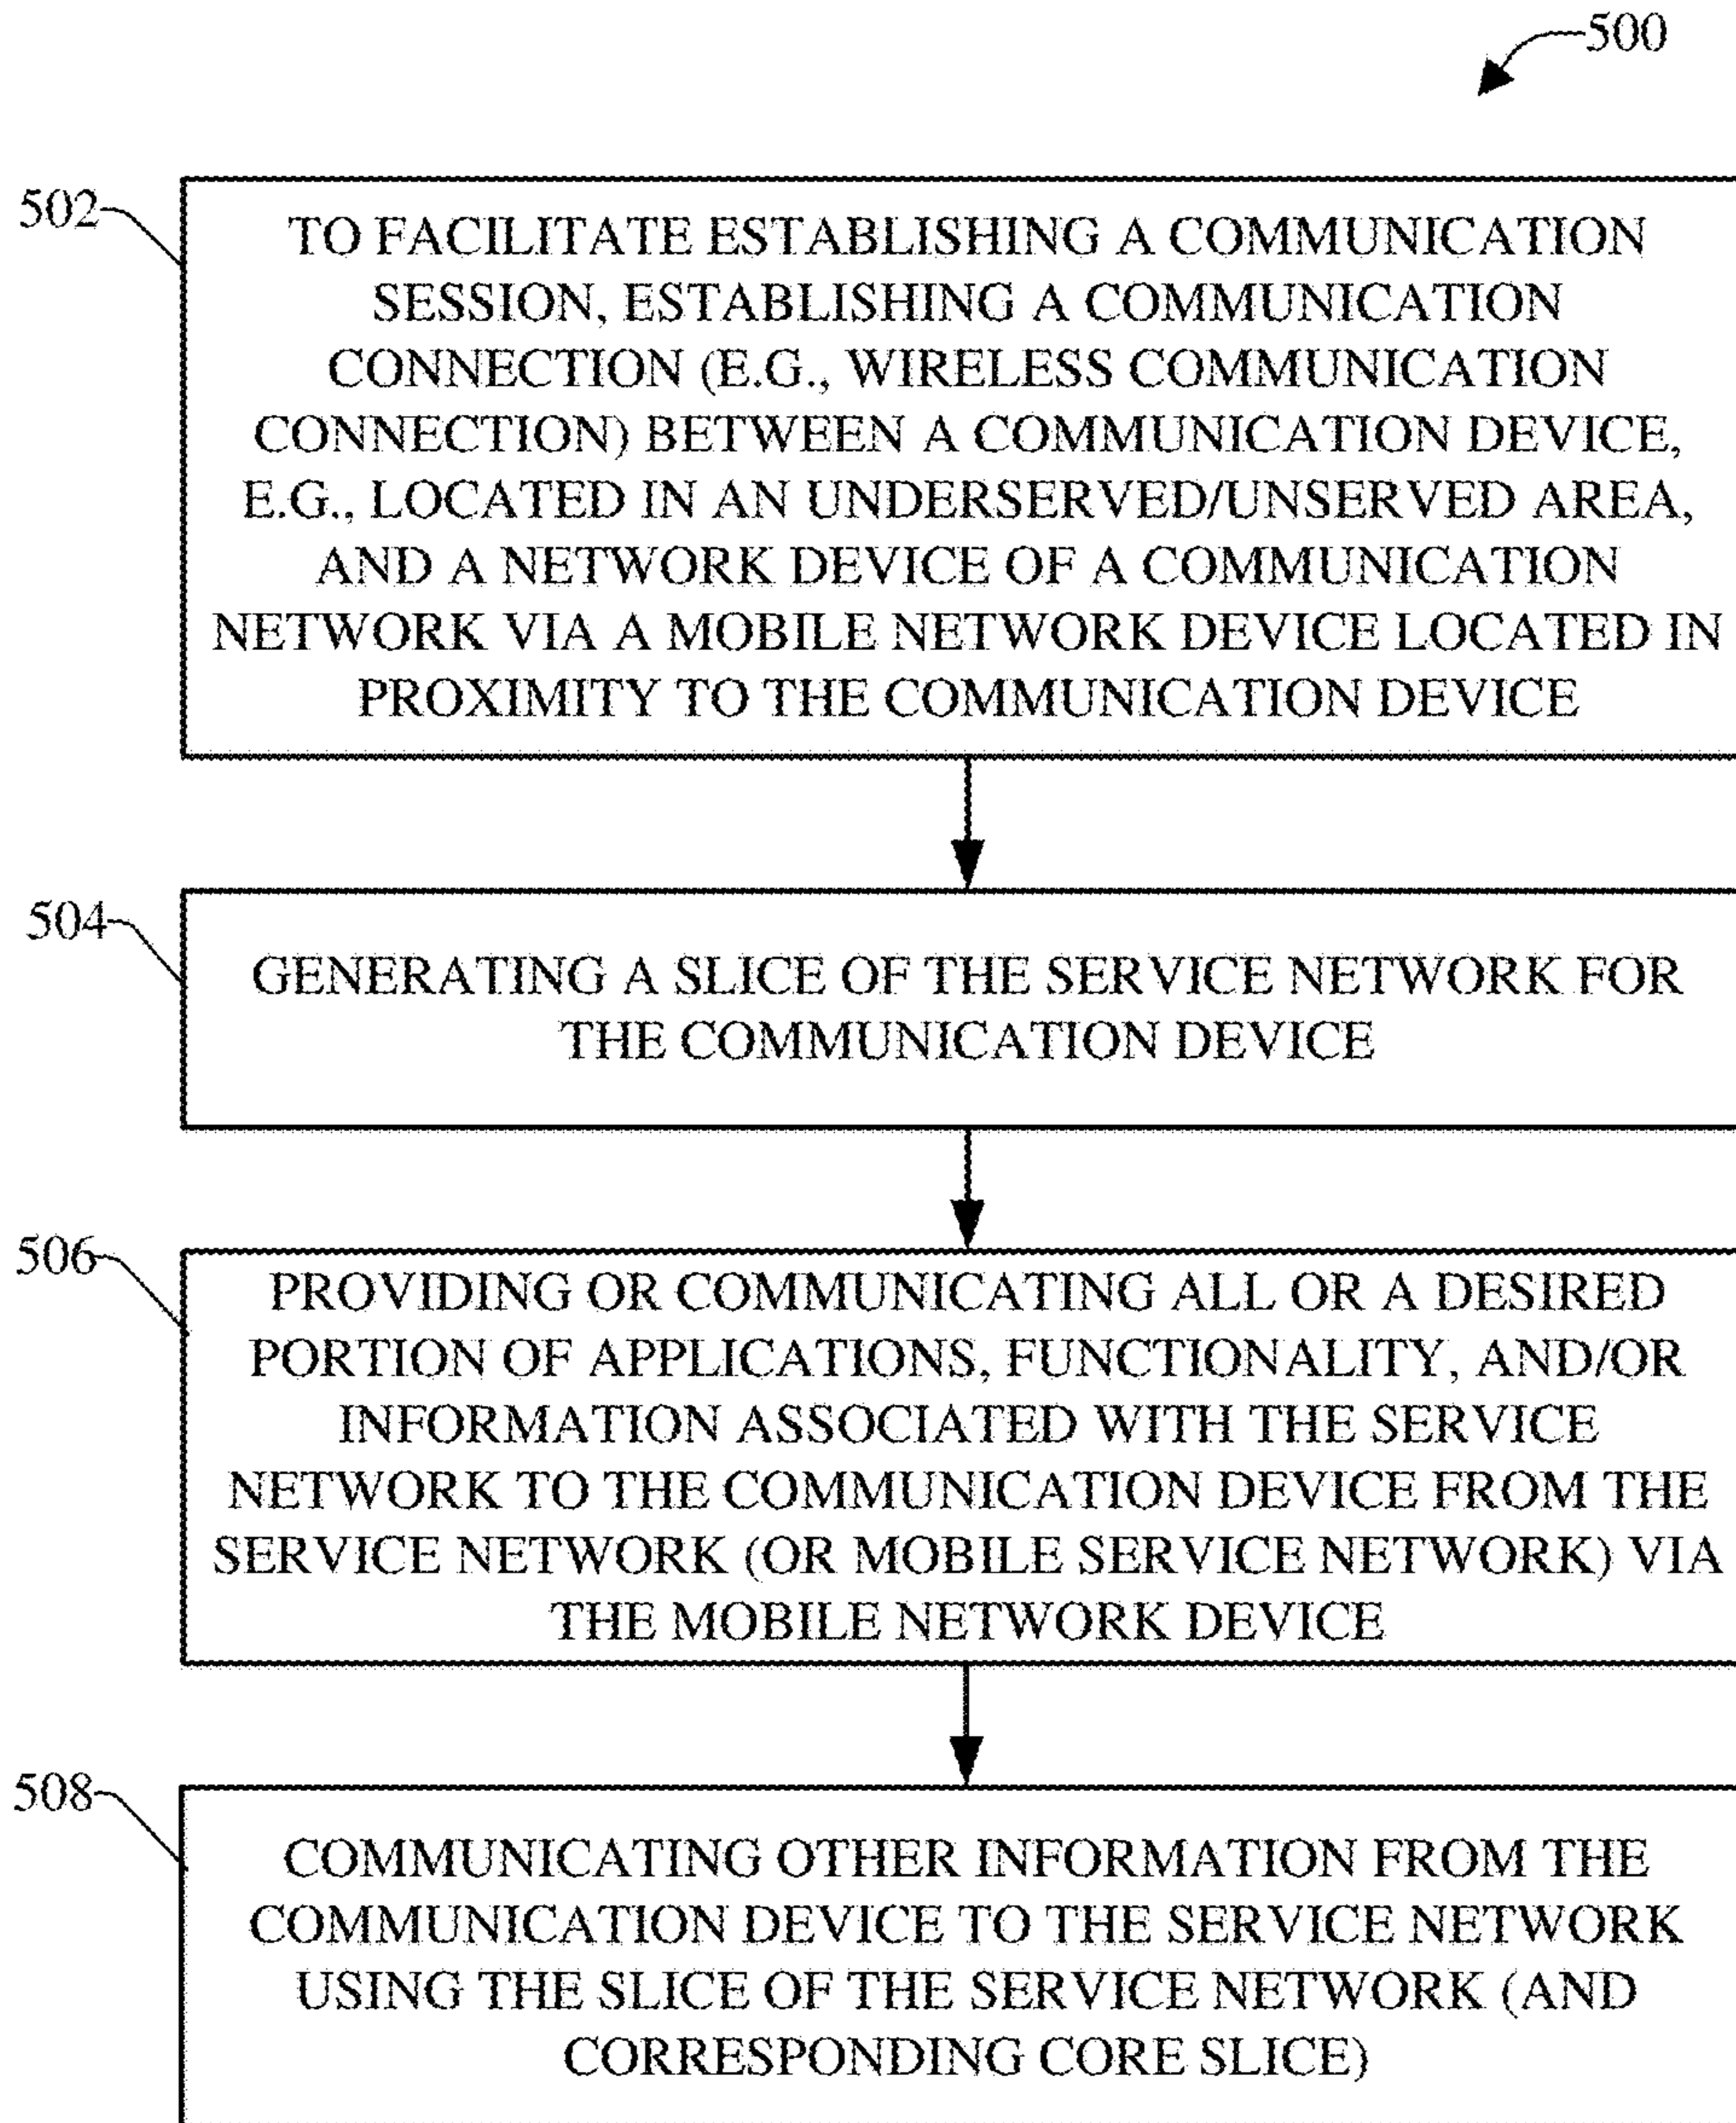 500
502
TO FACILITATE ESTABLISHING A COMMUNICATION
SESSION, ESTABLISHING A COMMUNICATION
CONNECTION (E.G., WIRELESS COMMUNICATION
CONNECTION) BETWEEN A COMMUNICATION DEVICE,
E.G., LOCATED IN AN UNDERSERVED/UNSERVED AREA,
AND A NETWORK DEVICE OF A COMMUNICATION
NETWORK VIA A MOBILE NETWORK DEVICE LOCATED IN
PROXIMITY TO THE COMMUNICATION DEVICE
504
GENERATING A SLICE OF THE SERVICE NETWORK FOR
THE COMMUNICATION DEVICE
506
PROVIDING OR COMMUNICATING ALL OR A DESIRED
PORTION OF APPLICATIONS, FUNCTIONALITY, AND/OR
INFORMATION ASSOCIATED WITH THE SERVICE
NETWORK TO THE COMMUNICATION DEVICE FROM THE
SERVICE NETWORK (OR MOBILE SERVICE NETWORK) VIA
THE MOBILE NETWORK DEVICE
508
COMMUNICATING OTHER INFORMATION FROM THE
COMMUNICATION DEVICE TO THE SERVICE NETWORK
USING THE SLICE OF THE SERVICE NETWORK (AND
CORRESPONDING CORE SLICE)